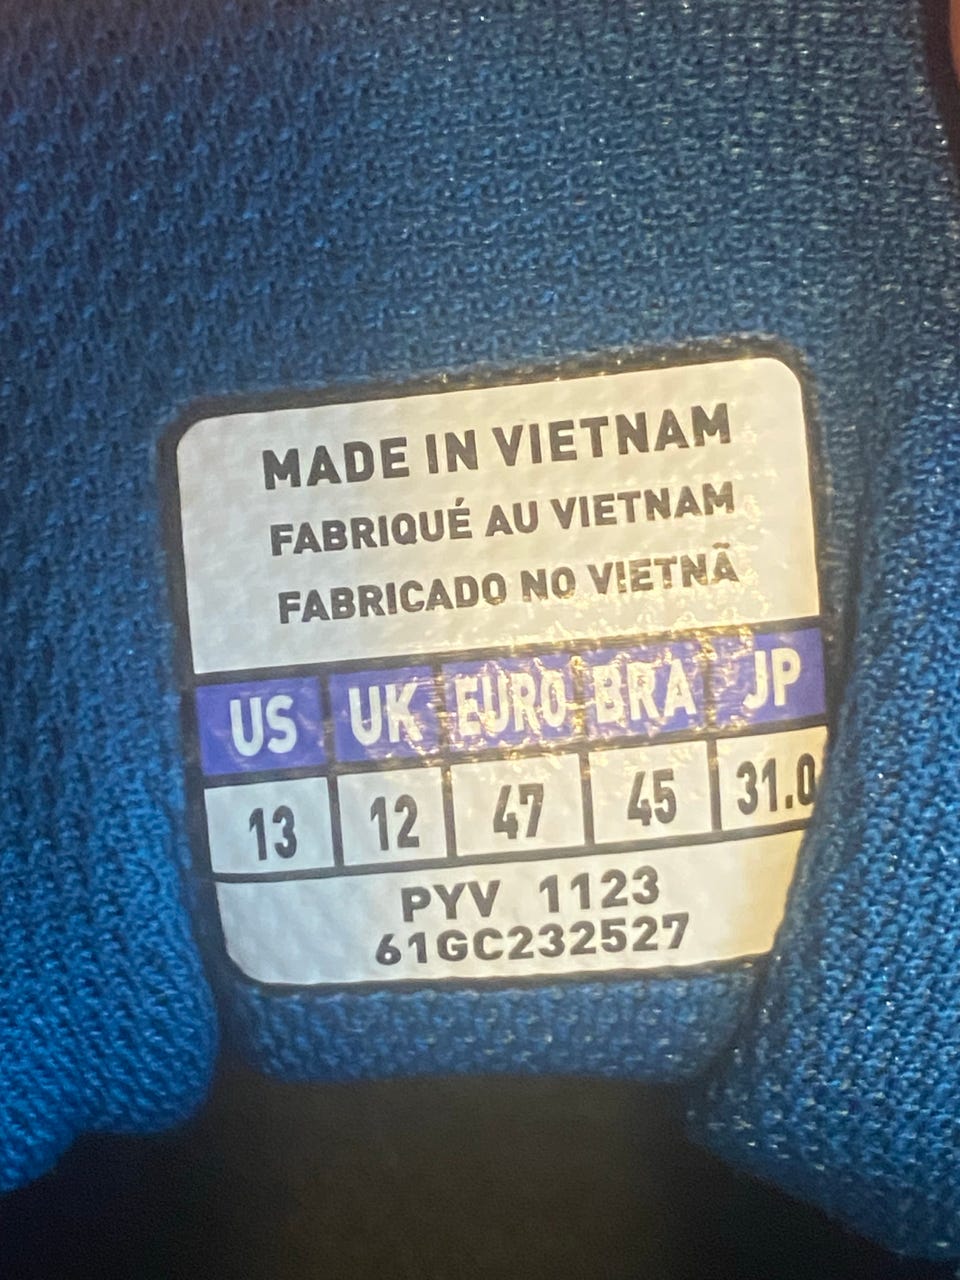 MADE IN VIETNAM
FABRIQUÉ AU VIETNAM
FABRICADO NO VIETNÃ
US UK EURO BRA JP
13 12 47 45 31.0
PYV 1123
61GC232527